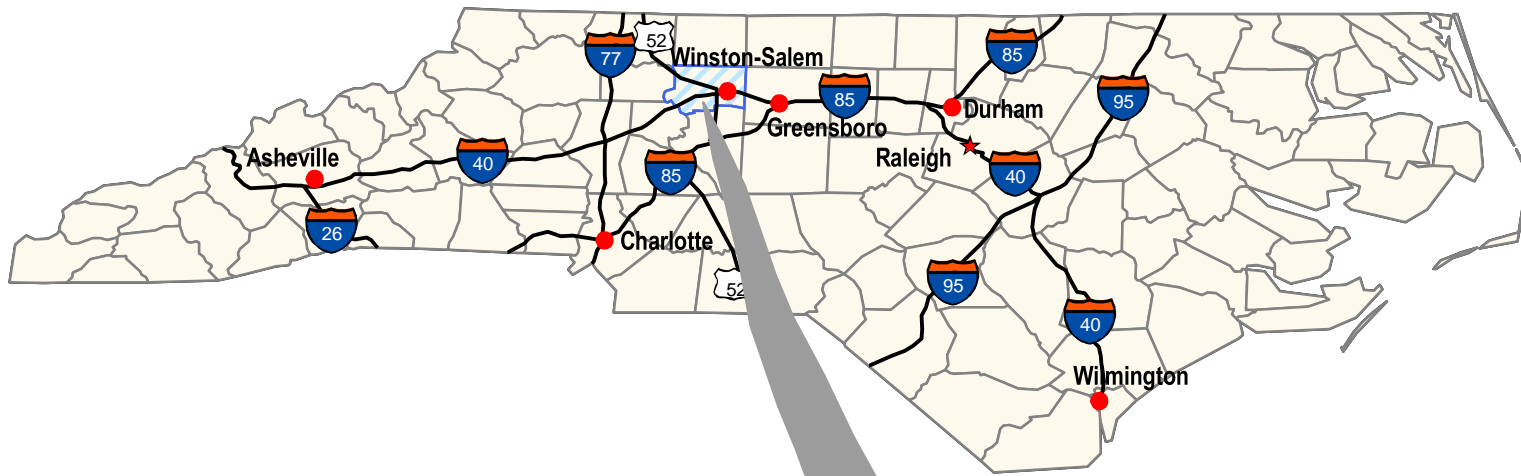 52
77
Winston-Salem
85
85
95
Durham
Greensboro
Raleigh
Asheville
40
85
40
26
Charlotte
95
52
40
Wilmington